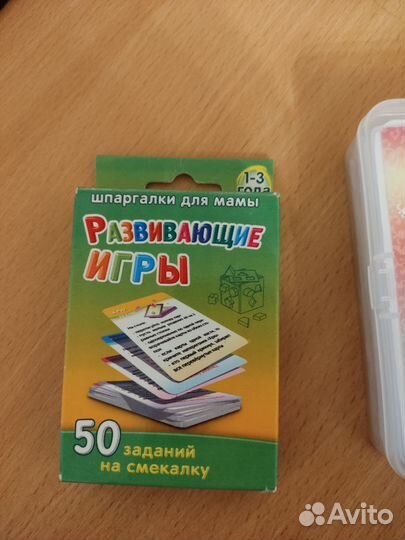 1-3
года
шпаргалки для мамы
Развивающие
игры
50 заданий
на смекалку
Avito